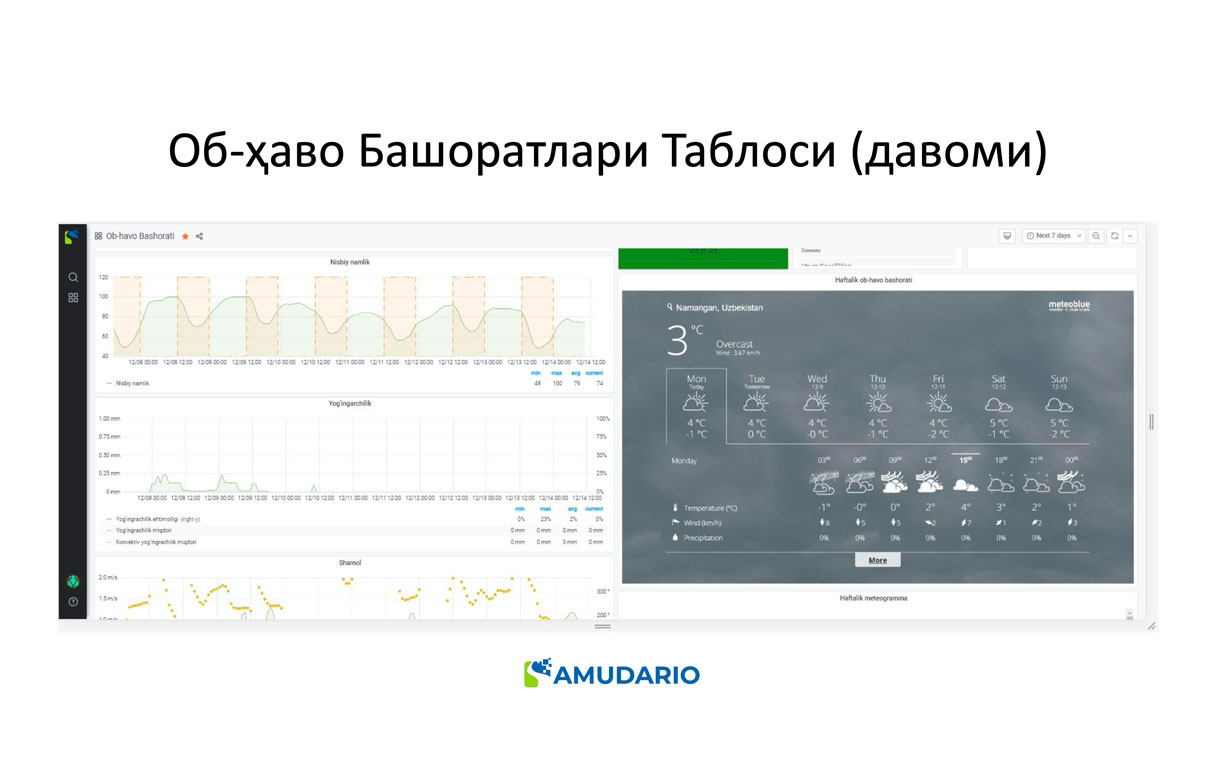 Об-ҳаво Башоратлари Таблоси (давоми)
Ob-havo Bashorati
Next 7 days
Nisbiy namlik
120
100
80
60
40
12/08 00:00 12/08 12:00 12/09 00:00 12/09 12:00 12/10 00:00 12/10 12:00 12/11 00:00 12/11 12:00 12/12 00:00 12/12 12:00 12/13 00:00 12/13 12:00 12/14 00:00 12/14 12:00
min max avg current
Nisbiy namlik 48 100 79 74
Yog'ingarchilik
1.00 mm 100%
0.75 mm 75%
0.50 mm 50%
0.25 mm 25%
0 mm 0%
12/08 00:00 12/08 12:00 12/09 00:00 12/09 12:00 12/10 00:00 12/10 12:00 12/11 00:00 12/11 12:00 12/12 00:00 12/12 12:00 12/13 00:00 12/13 12:00 12/14 00:00 12/14 12:00
min max avg current
Yog'ingarchilik ehtimolligi (right-y) 0% 23% 2% 0%
Yog'ingarchilik miqdori 0 mm 0 mm 0 mm 0 mm
Konvektiv yog'ingarchilik miqdori 0 mm 0 mm 0 mm 0 mm
Shamol
2.0 m/s 300 °
1.5 m/s 200 °
Diseases
Haftalik ob-havo bashorati
Namangan, Uzbekistan
meteoblue
3 °C
Overcast
Wind : 3.67 km/h
Mon Tue Wed Thu Fri Sat Sun
Today Tomorrow 12-9 12-10 12-11 12-12 12-13
4 °C 4 °C 4 °C 4 °C 4 °C 5 °C 5 °C
-1 °C 0 °C -0 °C -1 °C -2 °C -1 °C -2 °C
Monday 03⁰⁰ 06⁰⁰ 09⁰⁰ 12⁰⁰ 15⁰⁰ 18⁰⁰ 21⁰⁰ 00⁰⁰
Temperature (°C) -1° -0° 0° 2° 4° 3° 2° 1°
Wind (km/h) 8 5 5 2 7 1 2 3
Precipitation 0% 0% 0% 0% 0% 0% 0% 0%
More
Haftalik meteogramma
AMUDARIO